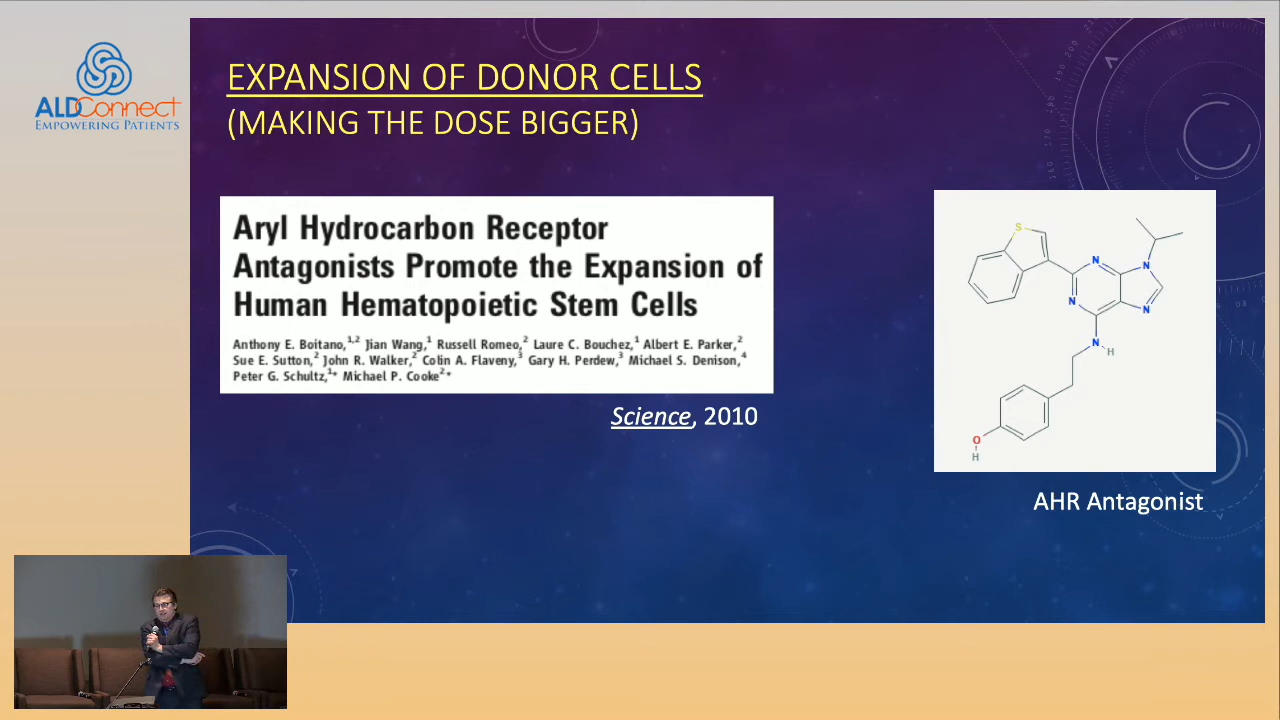 ALDConnect
EMPOWERING PATIENTS
EXPANSION OF DONOR CELLS
(MAKING THE DOSE BIGGER)
Aryl Hydrocarbon Receptor
Antagonists Promote the Expansion of
Human Hematopoietic Stem Cells
Anthony E. Boitano,1,2 Jian Wang,1 Russell Romeo,2 Laure C. Bouchez,1 Albert E. Parker,2
Sue E. Sutton,2 John R. Walker,2 Colin A. Flaveny,3 Gary H. Perdew,3 Michael S. Denison,4
Peter G. Schultz,1* Michael P. Cooke2*
Science, 2010
S
N
N
N
N
N
H
O
H
AHR Antagonist